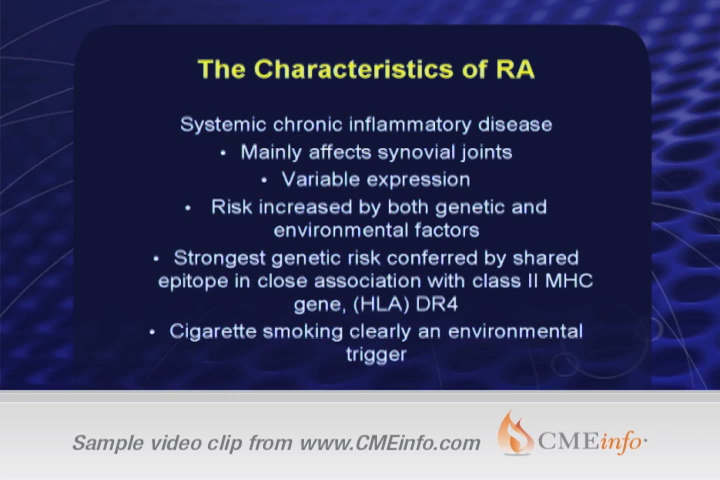 The Characteristics of RA
Systemic chronic inflammatory disease
• Mainly affects synovial joints
• Variable expression
• Risk increased by both genetic and
environmental factors
• Strongest genetic risk conferred by shared
epitope in close association with class II MHC
gene, (HLA) DR4
• Cigarette smoking clearly an environmental
trigger
Sample video clip from www.CMEinfo.com
CMEinfo